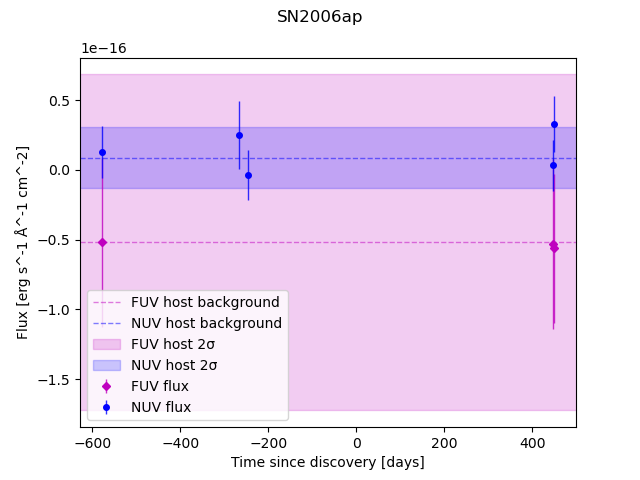 SN2006ap
1e−16
0.5
0.0
−0.5
−1.0
−1.5
Flux [erg s^-1 Å^-1 cm^-2]
FUV host background
NUV host background
FUV host 2σ
NUV host 2σ
FUV flux
NUV flux
−600 −400 −200 0 200 400
Time since discovery [days]